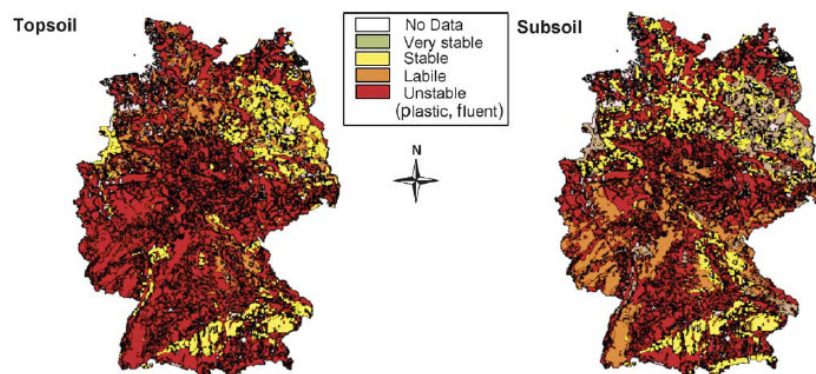 Topsoil
No Data
Very stable
Stable
Labile
Unstable
(plastic, fluent)
Subsoil
N